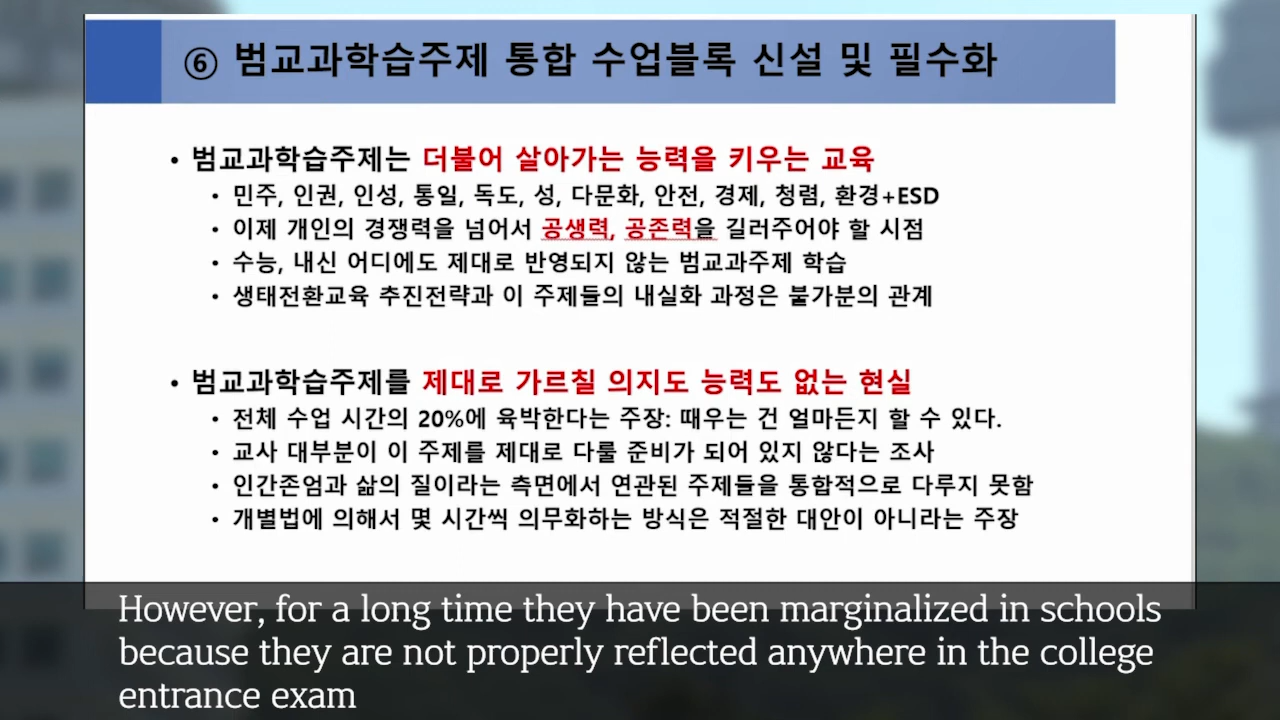 ⑥ 범교과학습주제 통합 수업블록 신설 및 필수화
• 범교과학습주제는 더불어 살아가는 능력을 키우는 교육
• 민주, 인권, 인성, 통일, 독도, 성, 다문화, 안전, 경제, 청렴, 환경+ESD
• 이제 개인의 경쟁력을 넘어서 공생력, 공존력을 길러주어야 할 시점
• 수능, 내신 어디에도 제대로 반영되지 않는 범교과주제 학습
• 생태전환교육 추진전략과 이 주제들의 내실화 과정은 불가분의 관계
• 범교과학습주제를 제대로 가르칠 의지도 능력도 없는 현실
• 전체 수업 시간의 20%에 육박한다는 주장: 때우는 건 얼마든지 할 수 있다.
• 교사 대부분이 이 주제를 제대로 다룰 준비가 되어 있지 않다는 조사
• 인간존엄과 삶의 질이라는 측면에서 연관된 주제들을 통합적으로 다루지 못함
• 개별법에 의해서 몇 시간씩 의무화하는 방식은 적절한 대안이 아니라는 주장
However, for a long time they have been marginalized in schools
because they are not properly reflected anywhere in the college
entrance exam